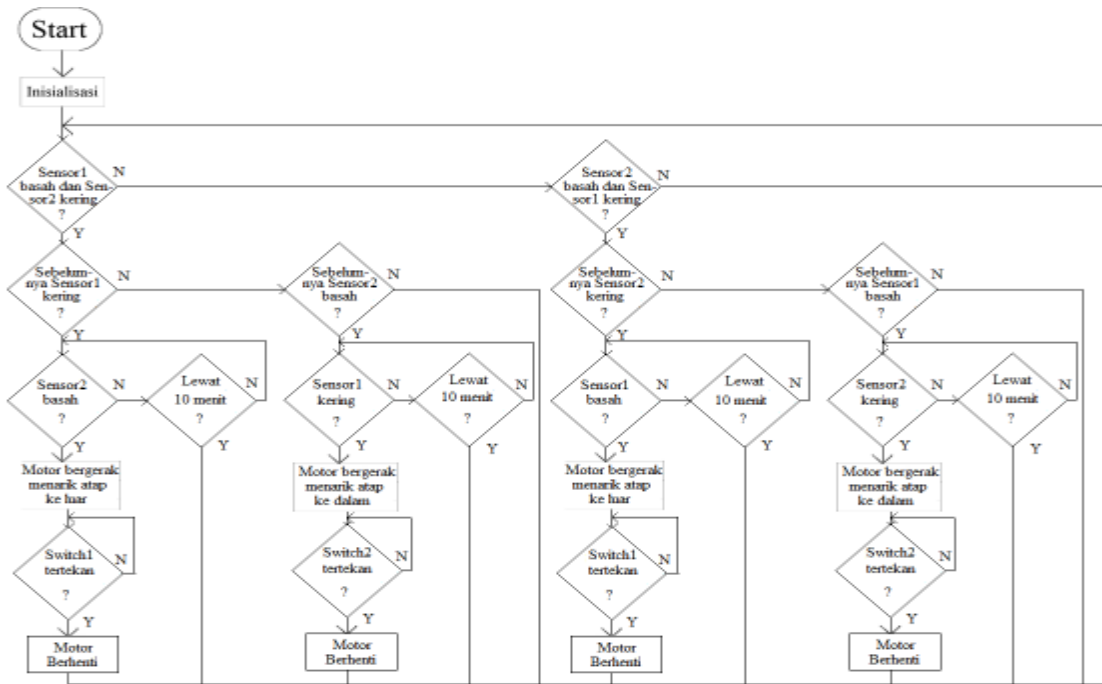 Start
Inisialisasi
Sensor1
basah dan Sen-
sor2 kering
?
N
Y
Sensor2
basah dan Sen-
sor1 kering
?
N
Y
Sebelum-
nya Sensor1
kering
?
N
Y
Sebelum-
nya Sensor2
basah
?
N
Y
Sebelum-
nya Sensor2
kering
?
N
Y
Sebelum-
nya Sensor1
basah
?
N
Y
Sensor2
basah
?
N
Y
Lewat
10 menit
?
N
Y
Sensor1
kering
?
N
Y
Lewat
10 menit
?
N
Y
Sensor1
basah
?
N
Y
Lewat
10 menit
?
N
Y
Sensor2
kering
?
N
Y
Lewat
10 menit
?
N
Y
Motor bergerak
menarik atap
ke luar
Motor bergerak
menarik atap
ke dalam
Motor bergerak
menarik atap
ke luar
Motor bergerak
menarik atap
ke dalam
Switch1
tertekan
?
N
Y
Switch2
tertekan
?
N
Y
Switch1
tertekan
?
N
Y
Switch2
tertekan
?
N
Y
Motor
Berhenti
Motor
Berhenti
Motor
Berhenti
Motor
Berhenti